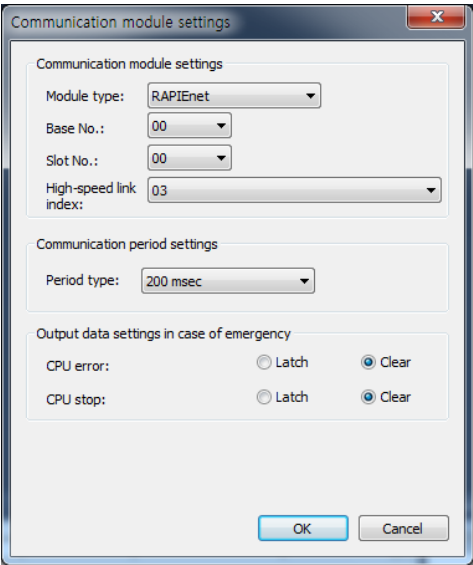 Communication module settings
Communication module settings
Module type: RAPIEnet
Base No.: 00
Slot No.: 00
High-speed link
index: 03
Communication period settings
Period type: 200 msec
Output data settings in case of emergency
CPU error: Latch Clear
CPU stop: Latch Clear
OK Cancel